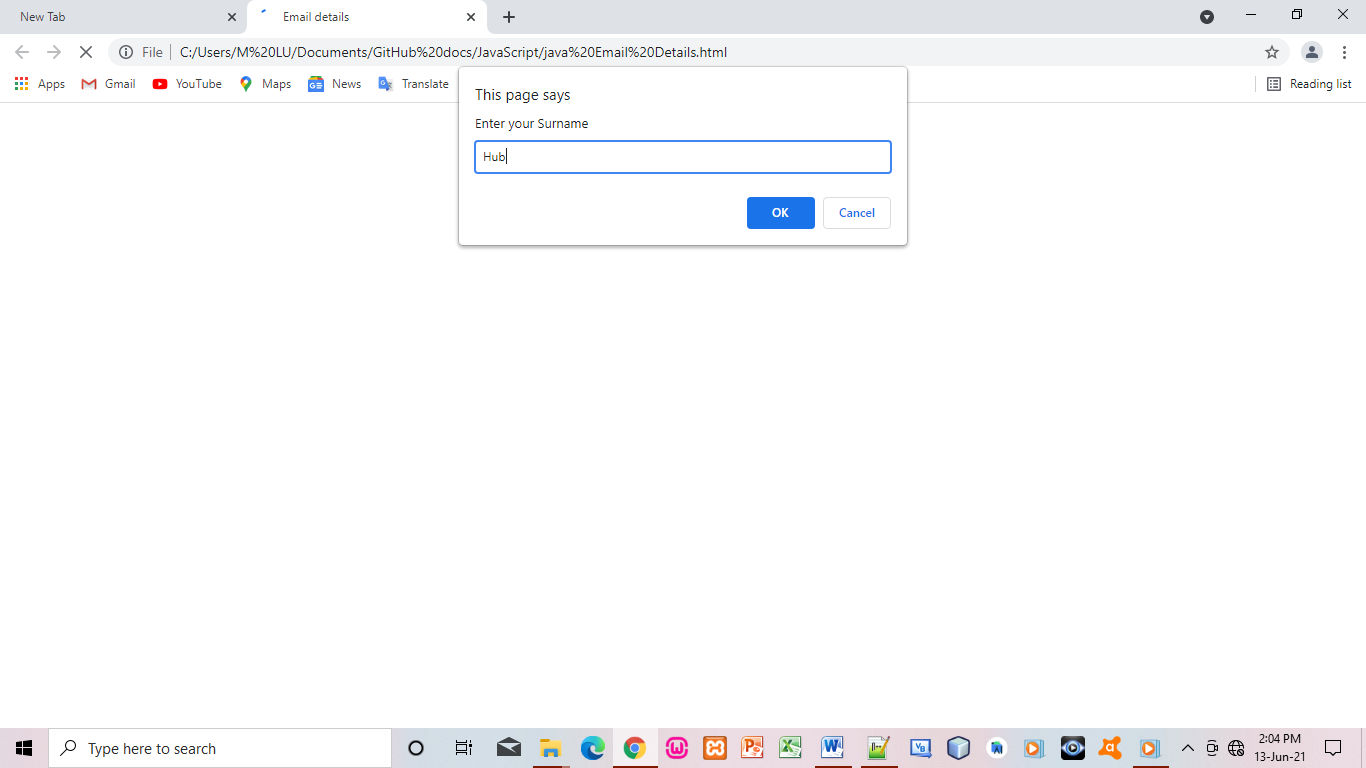 New Tab
Email details
File
C:/Users/M%20LU/Documents/GitHub%20docs/JavaScript/java%20Email%20Details.html
Apps
Gmail
YouTube
Maps
News
Translate
Reading list
This page says
Enter your Surname
Hub
OK
Cancel
Type here to search
2:04 PM
13-Jun-21